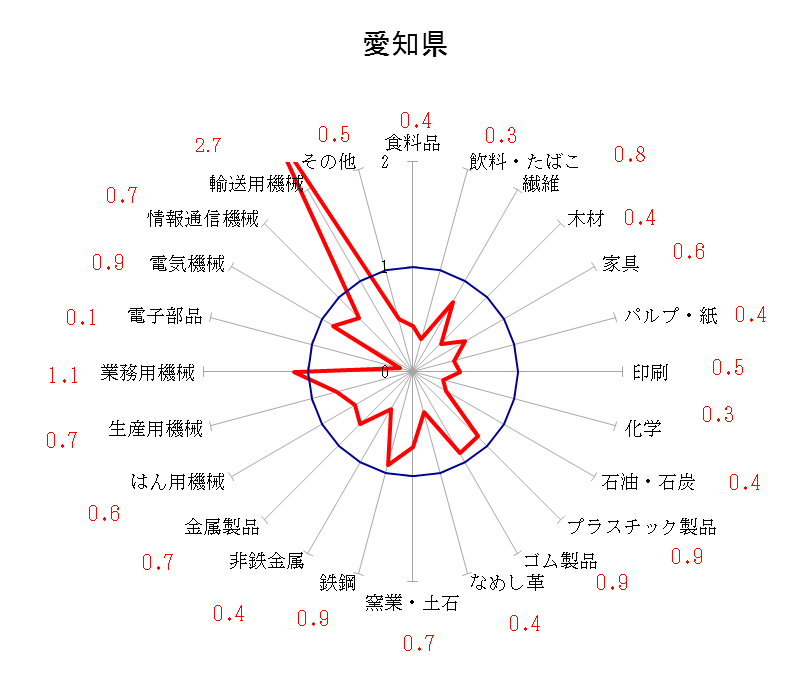 愛知県
0.4
食料品
0.3
飲料・たばこ
0.8
繊維
0.4
木材
0.6
家具
0.4
パルプ・紙
0.5
印刷
0.3
化学
0.4
石油・石炭
0.9
プラスチック製品
0.9
ゴム製品
0.4
なめし革
0.7
窯業・土石
0.9
鉄鋼
0.4
非鉄金属
0.7
金属製品
0.6
はん用機械
0.7
生産用機械
1.1
業務用機械
0.1
電子部品
0.9
電気機械
0.7
情報通信機械
2.7
輸送用機械
0.5
その他
2
1
0